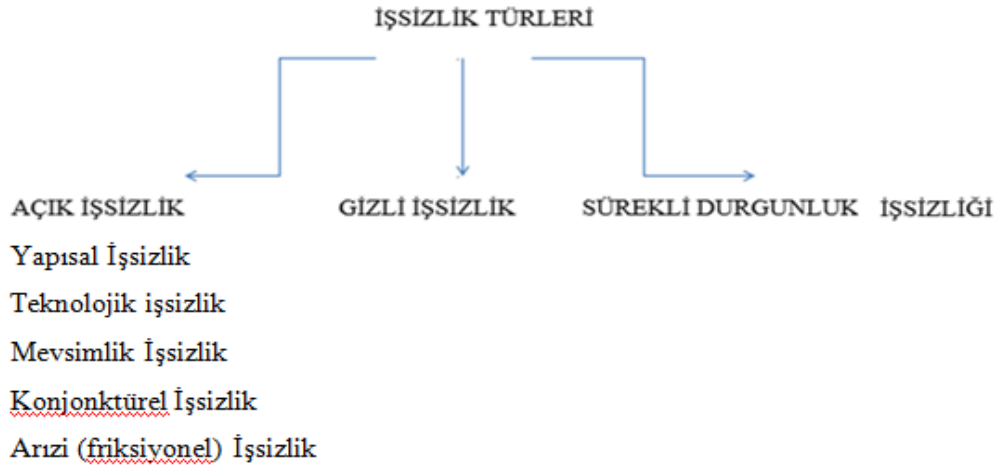 İŞSİZLİK TÜRLERİ
AÇIK İŞSİZLİK GİZLİ İŞSİZLİK SÜREKLİ DURGUNLUK İŞSİZLİĞİ
Yapısal İşsizlik
Teknolojik işsizlik
Mevsimlik İşsizlik
Konjonktürel İşsizlik
Arızi (friksiyonel) İşsizlik